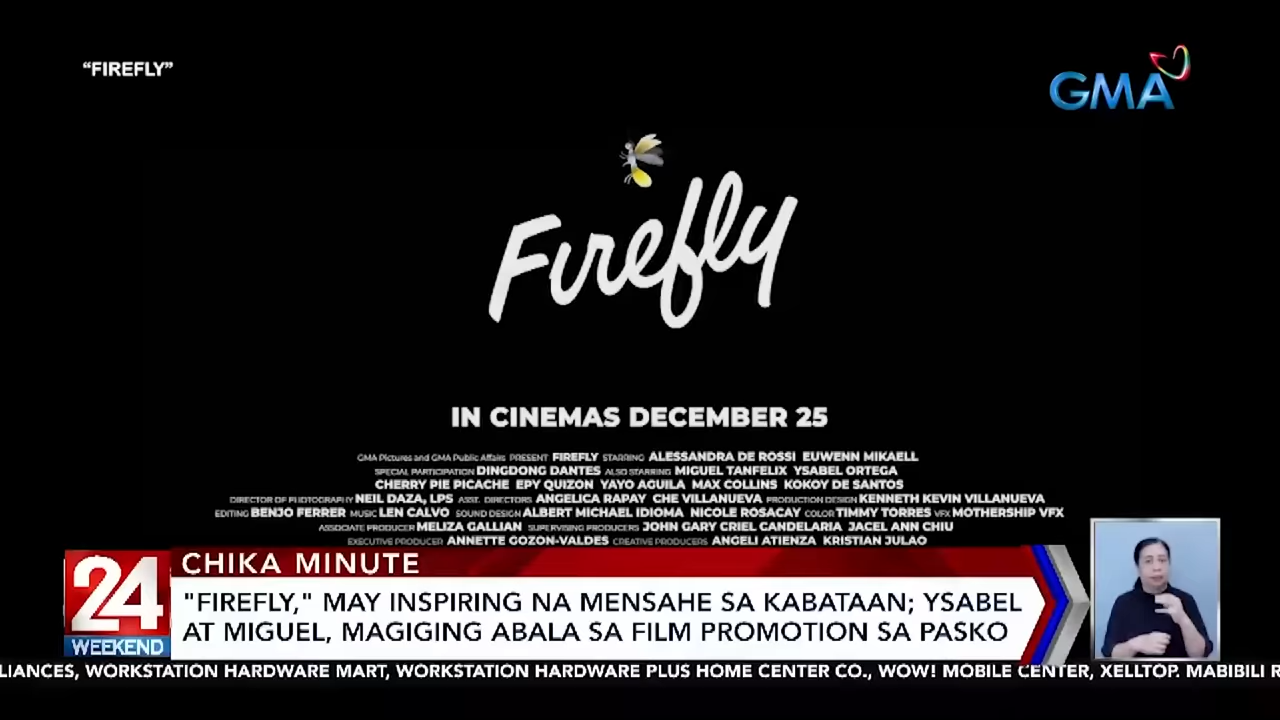 “FIREFLY”
GMA
Firefly
IN CINEMAS DECEMBER 25
GMA Pictures and GMA Public Affairs PRESENT FIREFLY STARRING ALESSANDRA DE ROSSI EUWENN MIKAELL
SPECIAL PARTICIPATION DINGDONG DANTES ALSO STARRING MIGUEL TANFELIX YSABEL ORTEGA
CHERRY PIE PICACHE EPY QUIZON YAYO AGUILA MAX COLLINS KOKOY DE SANTOS
DIRECTOR OF PHOTOGRAPHY NEIL DAZA, LPS ASST. DIRECTORS ANGELICA RAPAY CHE VILLANUEVA PRODUCTION DESIGN KENNETH KEVIN VILLANUEVA
EDITING BENJO FERRER MUSIC LEN CALVO SOUND DESIGN ALBERT MICHAEL IDIOMA NICOLE ROSACAY COLOR TIMMY TORRES VFX MOTHERSHIP VFX
ASSOCIATE PRODUCER MELIZA GALLIAN SUPERVISING PRODUCERS JOHN GARY CRIEL CANDELARIA JACEL ANN CHIU
EXECUTIVE PRODUCER ANNETTE GOZON-VALDES CREATIVE PRODUCERS ANGELI ATIENZA KRISTIAN JULAO
CHIKA MINUTE
24
WEEKEND
"FIREFLY," MAY INSPIRING NA MENSAHE SA KABATAAN; YSABEL
AT MIGUEL, MAGIGING ABALA SA FILM PROMOTION SA PASKO
LIANCES, WORKSTATION HARDWARE MART, WORKSTATION HARDWARE PLUS HOME CENTER CO., WOW! MOBILE CENTER, XELLTOP. MABIBILI R